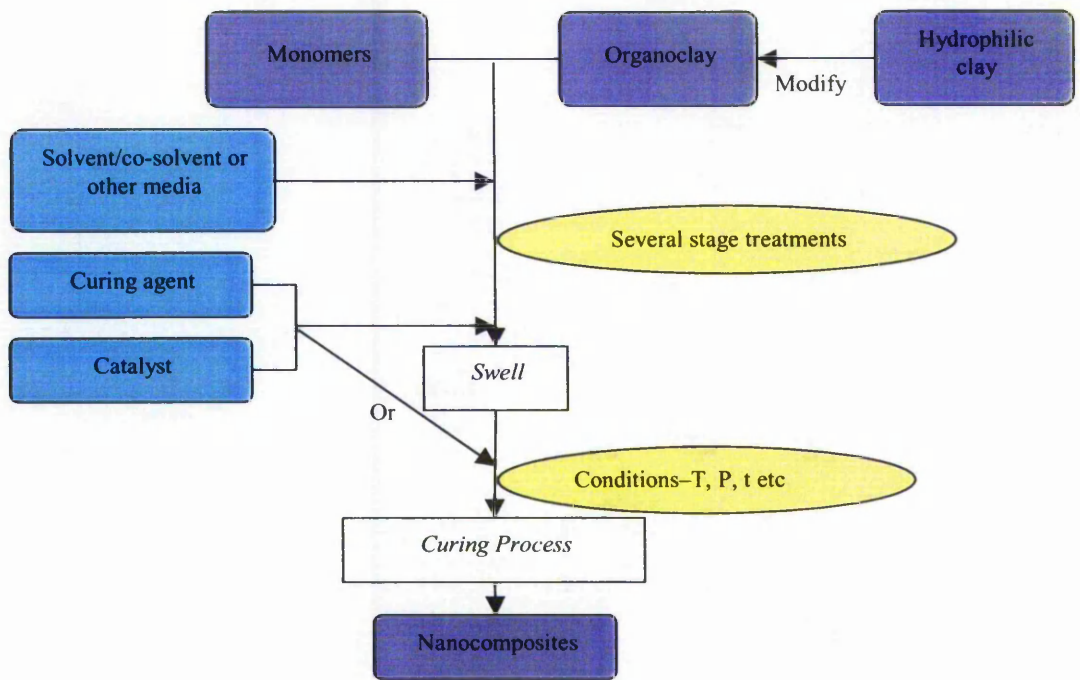 Monomers
Organoclay
Hydrophilic
clay
Modify
Solvent/co-solvent or
other media
Several stage treatments
Curing agent
Catalyst
Swell
Or
Conditions–T, P, t etc
Curing Process
Nanocomposites